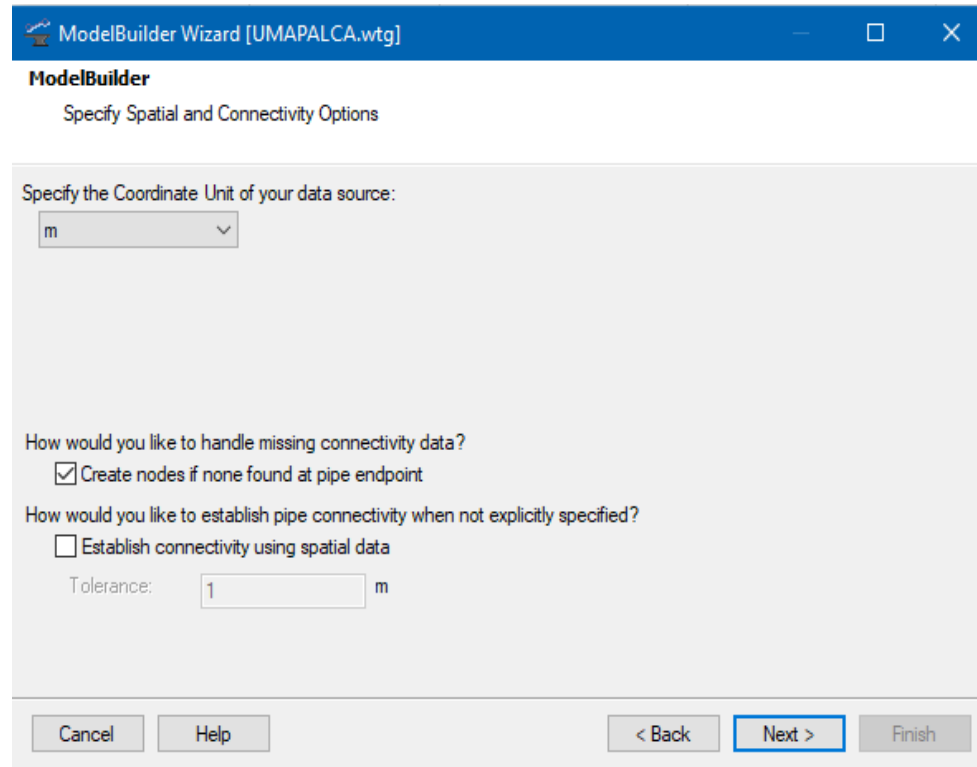 ModelBuilder Wizard [UMAPALCA.wtg]
ModelBuilder
Specify Spatial and Connectivity Options
Specify the Coordinate Unit of your data source:
m
How would you like to handle missing connectivity data?
Create nodes if none found at pipe endpoint
How would you like to establish pipe connectivity when not explicitly specified?
Establish connectivity using spatial data
Tolerance: 1 m
Cancel Help < Back Next > Finish